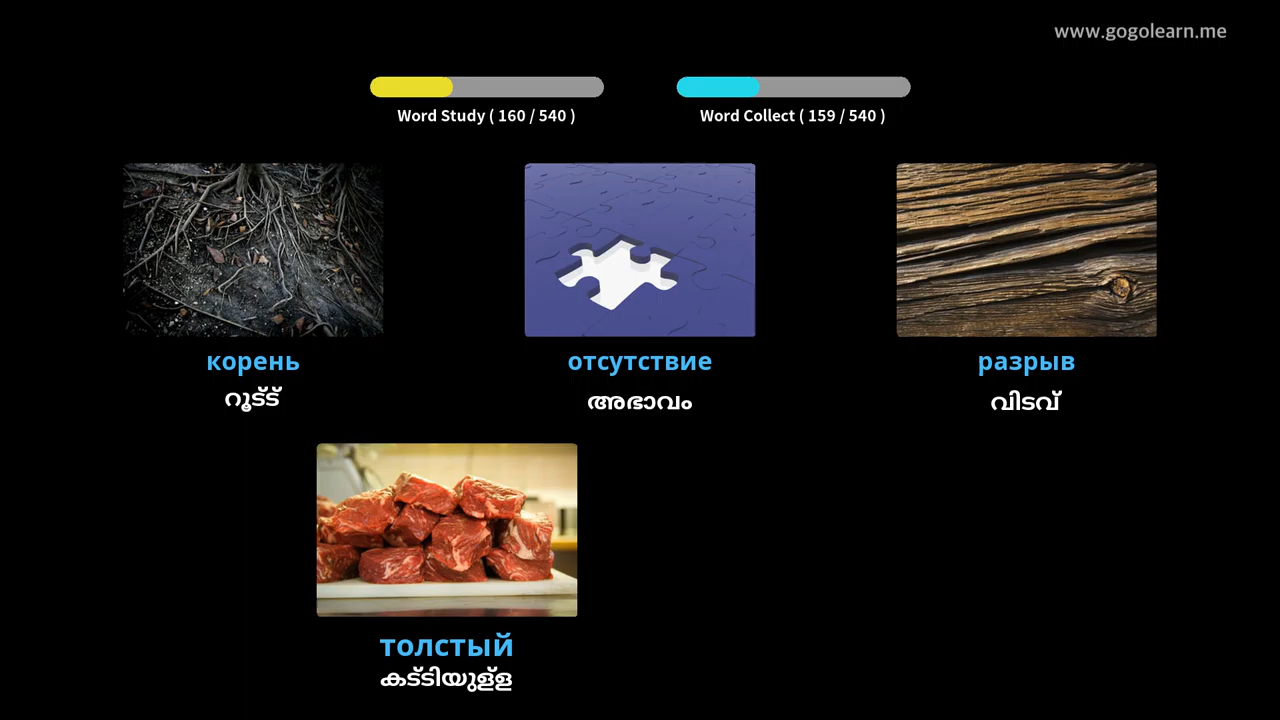 www.gogolearn.me
Word Study ( 160 / 540 )
Word Collect ( 159 / 540 )
корень
റൂട്ട്
отсутствие
അഭാവം
разрыв
വിടവ്
толстый
കട്ടിയുള്ള